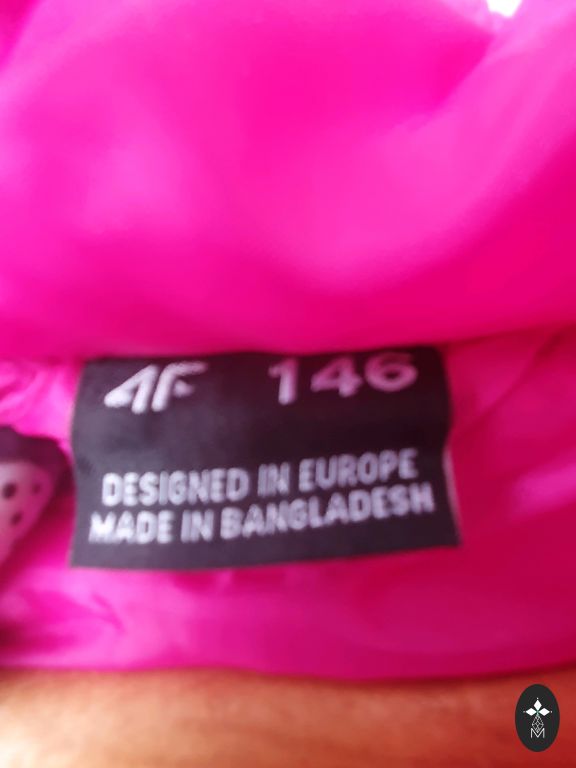 4F 146
DESIGNED IN EUROPE
MADE IN BANGLADESH
M